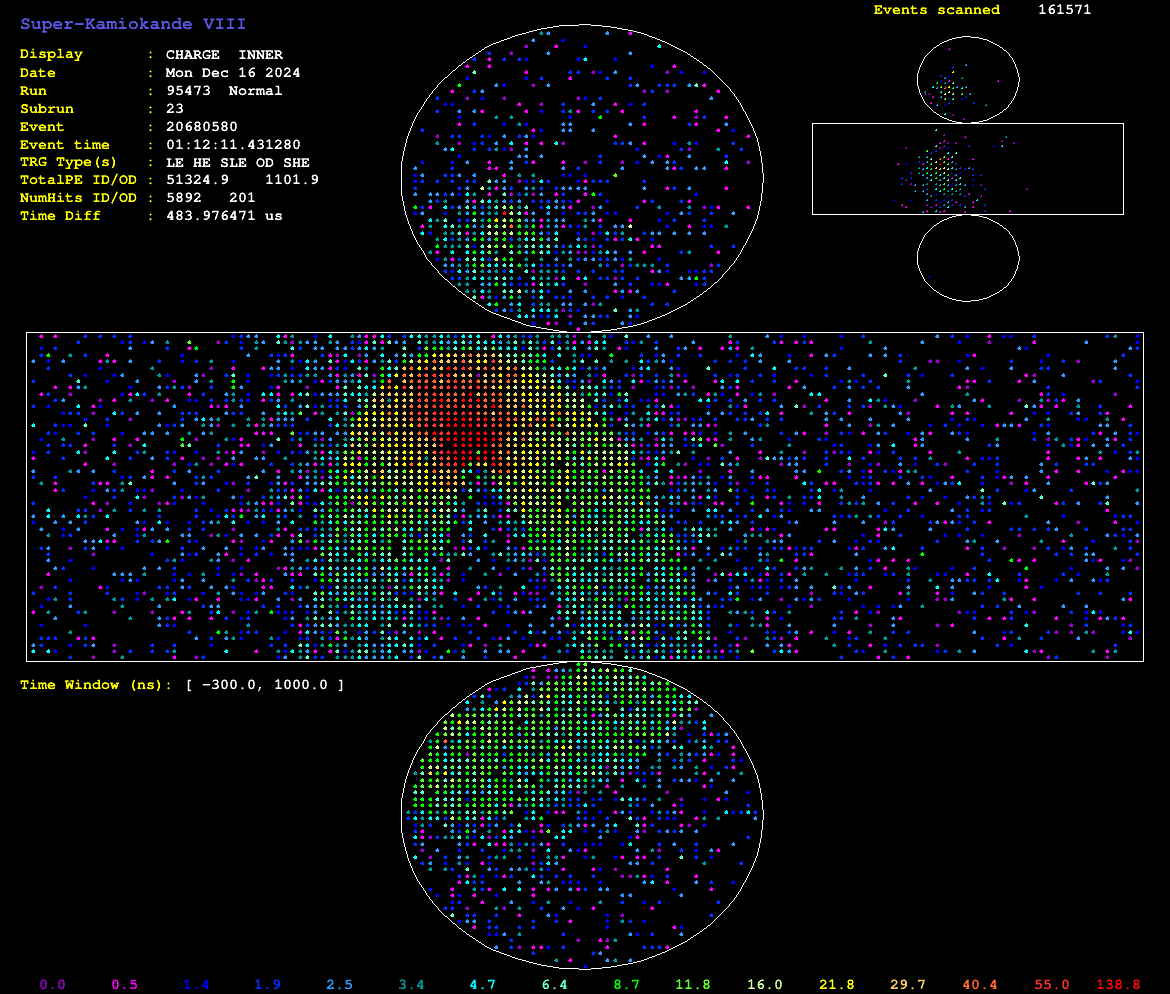 Super-Kamiokande VIII
Events scanned 161571
Display : CHARGE INNER
Date : Mon Dec 16 2024
Run : 95473 Normal
Subrun : 23
Event : 20680580
Event time : 01:12:11.431280
TRG Type(s) : LE HE SLE OD SHE
TotalPE ID/OD : 51324.9 1101.9
NumHits ID/OD : 5892 201
Time Diff : 483.976471 us
Time Window (ns): [ -300.0, 1000.0 ]
0.0 0.5 1.4 1.9 2.5 3.4 4.7 6.4 8.7 11.8 16.0 21.8 29.7 40.4 55.0 138.8